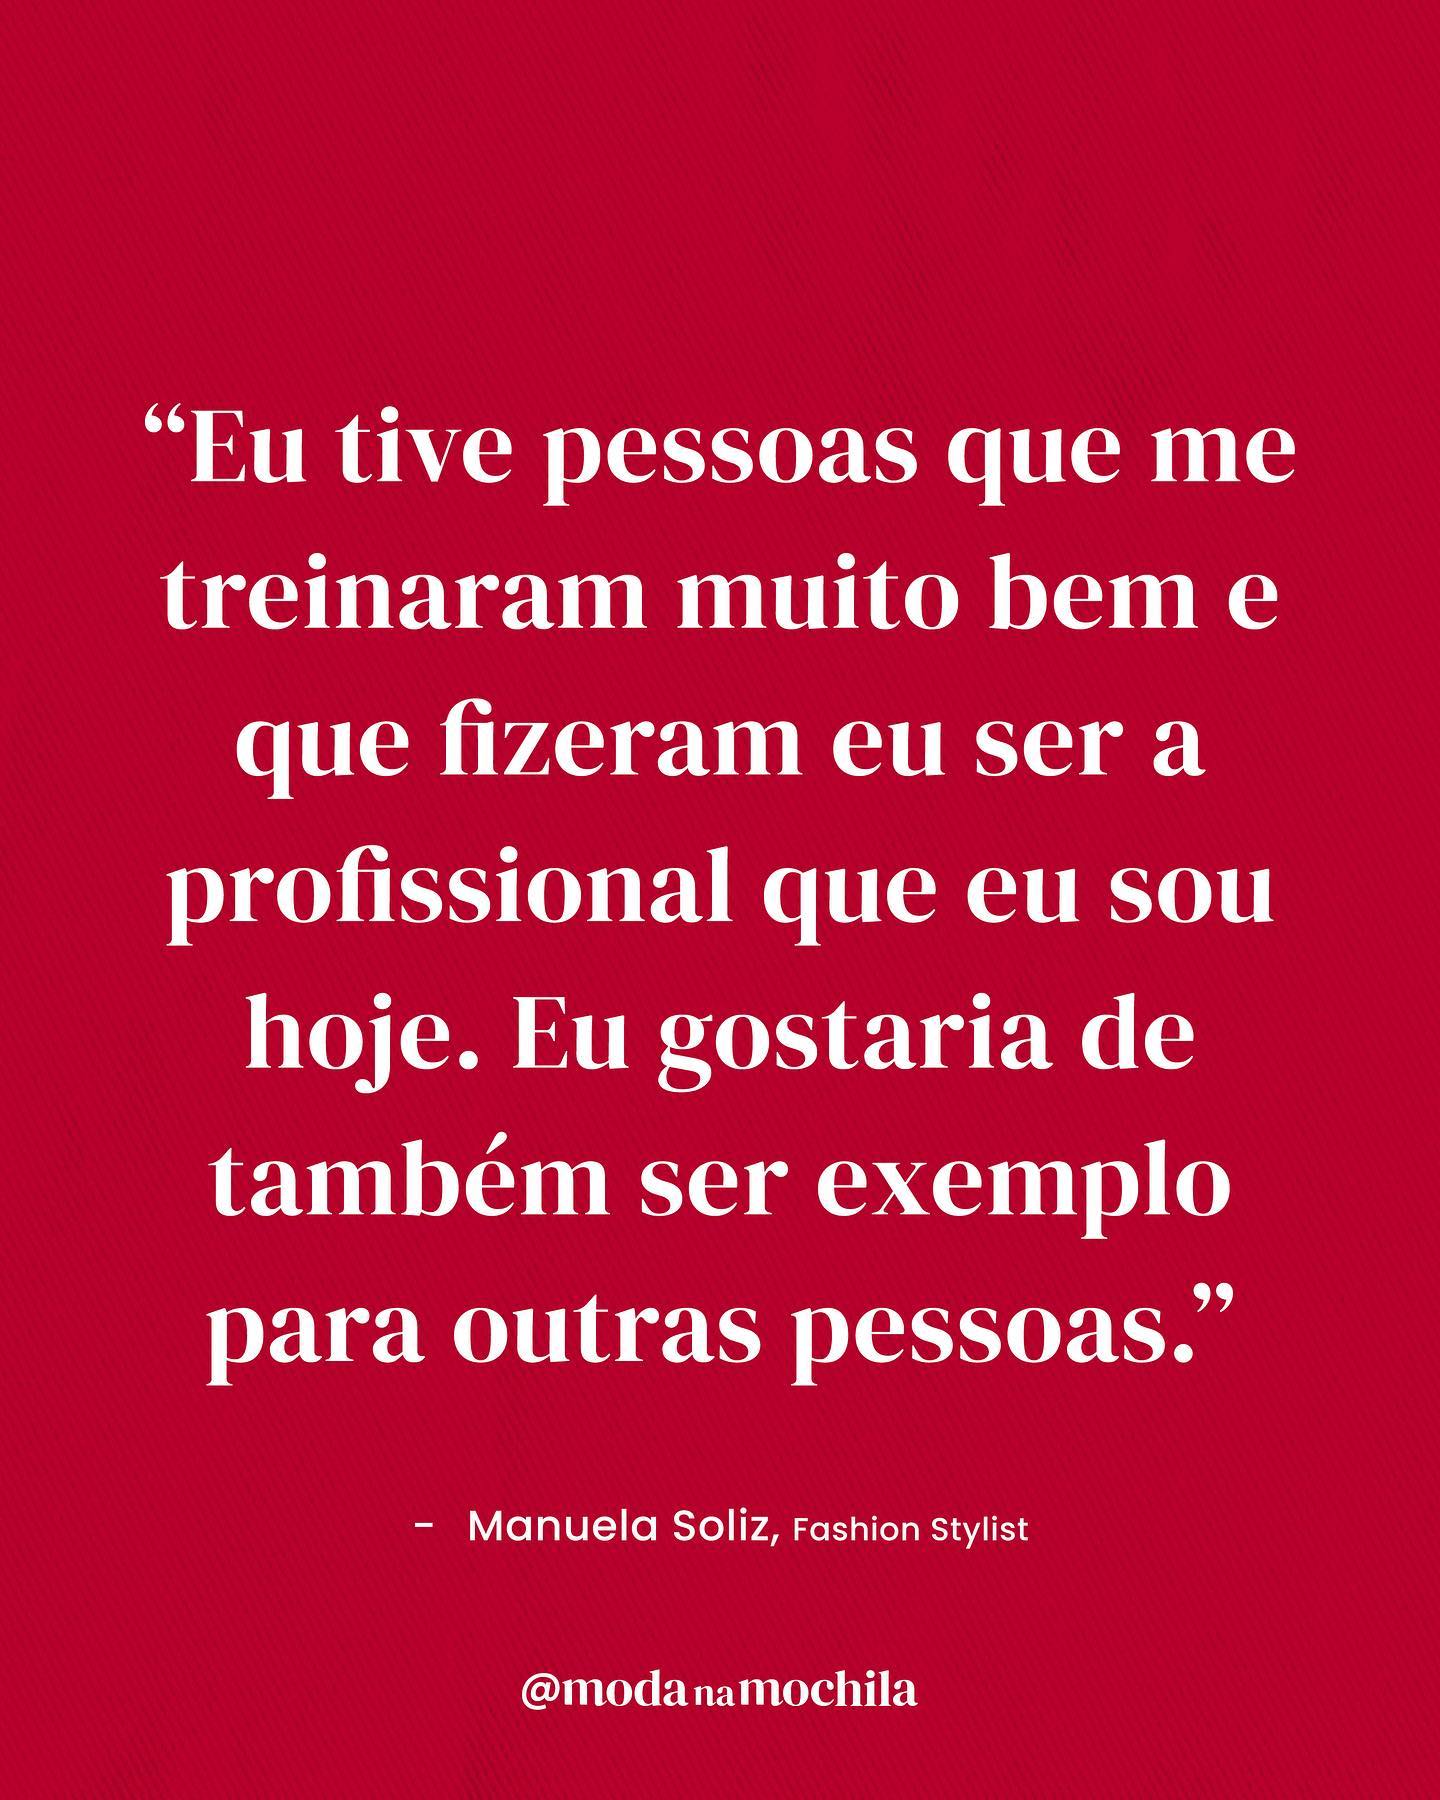 “Eu tive pessoas que me
treinaram muito bem e
que fizeram eu ser a
profissional que eu sou
hoje. Eu gostaria de
também ser exemplo
para outras pessoas.”
- Manuela Soliz, Fashion Stylist
@modanamochila